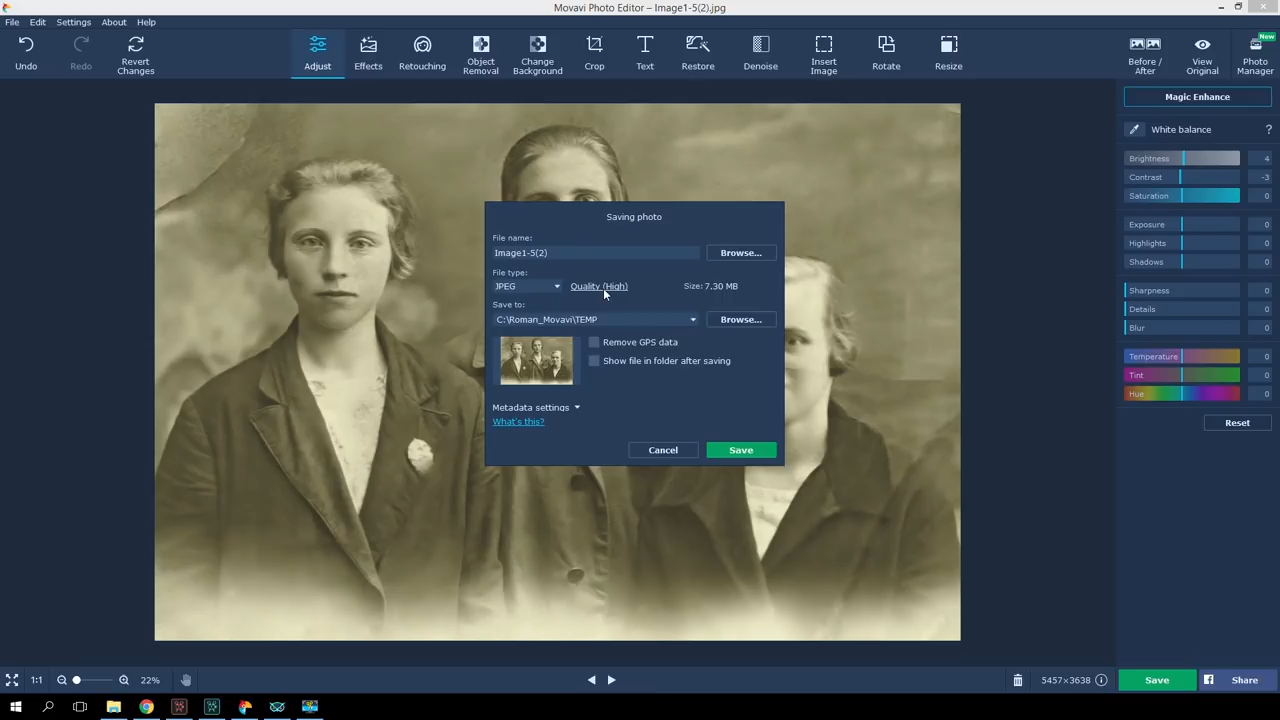 Movavi Photo Editor – Image1-5(2).jpg
File Edit Settings About Help
Undo
Redo
Revert Changes
Adjust
Effects
Retouching
Object Removal
Change Background
Crop
Text
Restore
Denoise
Insert Image
Rotate
Resize
Before / After
View Original
New
Photo Manager
Magic Enhance
White balance ?
Brightness 4
Contrast -3
Saturation 0
Exposure 0
Highlights 0
Shadows 0
Sharpness 0
Details 0
Blur 0
Temperature 0
Tint 0
Hue 0
Reset
Saving photo
File name:
Image1-5(2) Browse...
File type:
JPEG Quality (High) Size: 7.30 MB
Save to:
C:\Roman_Movavi\TEMP Browse...
Remove GPS data
Show file in folder after saving
Metadata settings
What's this?
Cancel Save
1:1 22% 5457×3638 Save Share